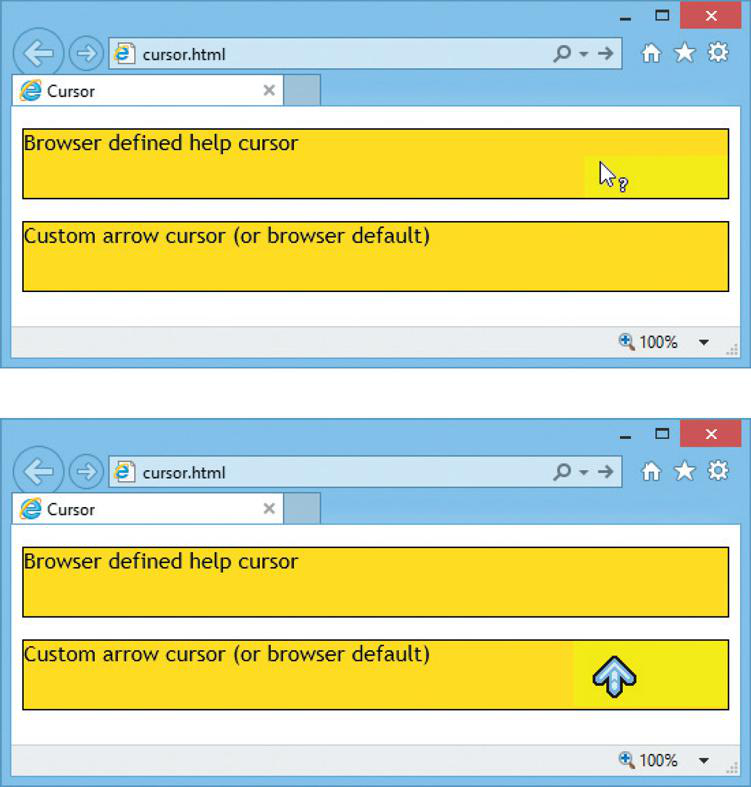 cursor.html
Cursor
Browser defined help cursor
?
Custom arrow cursor (or browser default)
100%
cursor.html
Cursor
Browser defined help cursor
Custom arrow cursor (or browser default)
100%